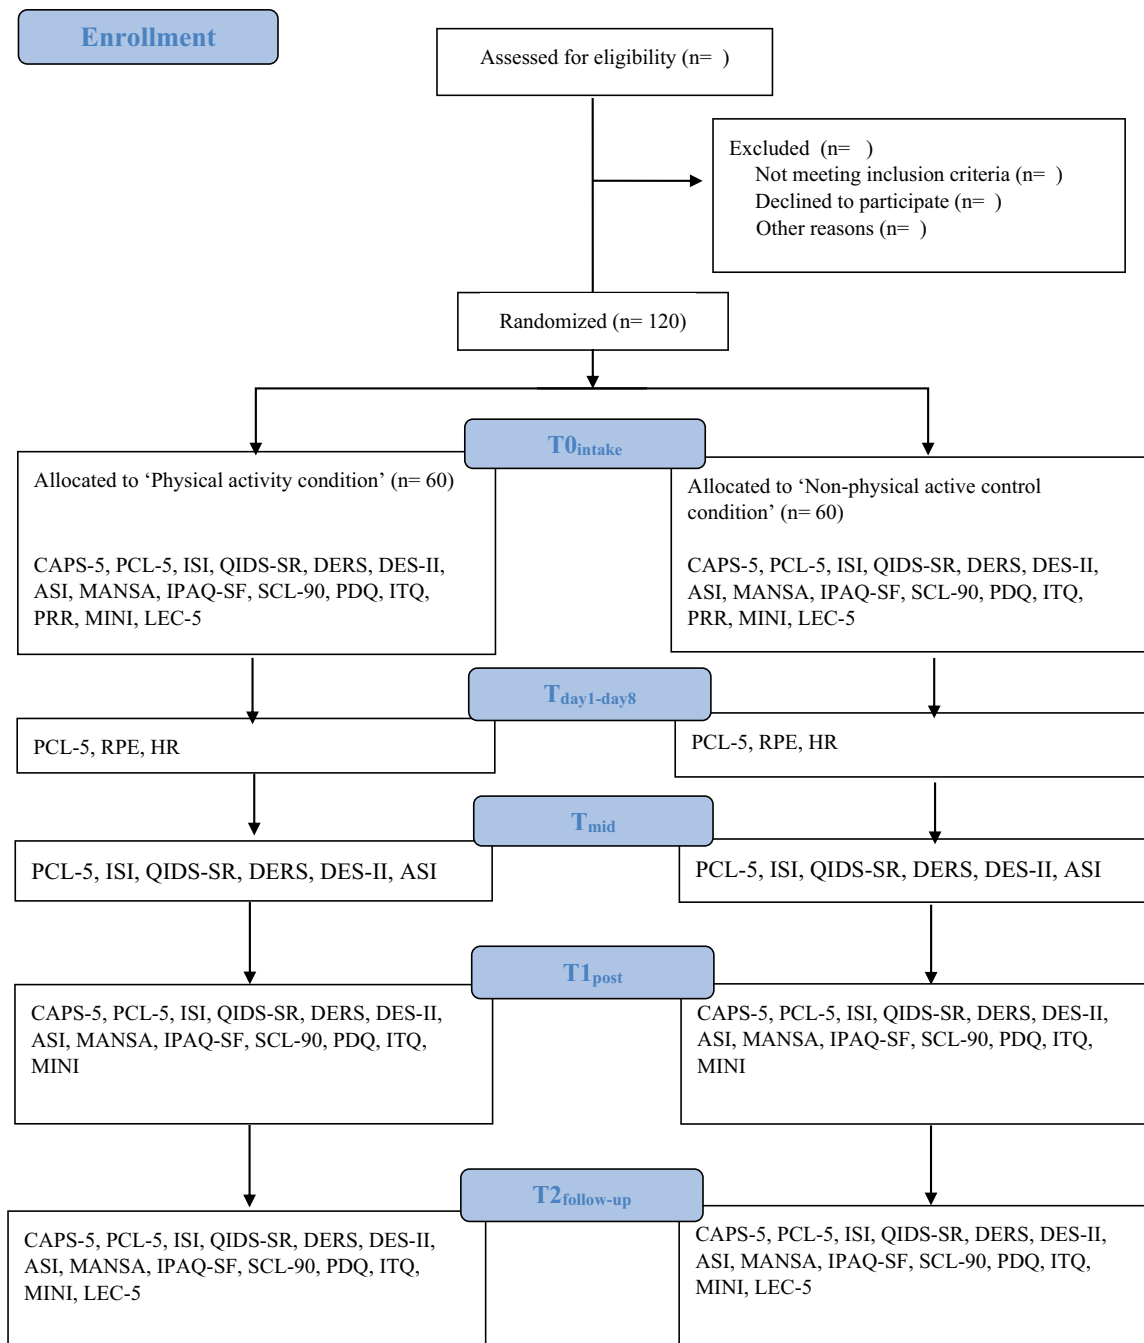 Enrollment
Assessed for eligibility (n= )
Excluded (n= )
Not meeting inclusion criteria (n= )
Declined to participate (n= )
Other reasons (n= )
Randomized (n= 120)
T0intake
Allocated to ‘Physical activity condition’ (n= 60)
CAPS-5, PCL-5, ISI, QIDS-SR, DERS, DES-II,
ASI, MANSA, IPAQ-SF, SCL-90, PDQ, ITQ,
PRR, MINI, LEC-5
Allocated to ‘Non-physical active control
condition’ (n= 60)
CAPS-5, PCL-5, ISI, QIDS-SR, DERS, DES-II,
ASI, MANSA, IPAQ-SF, SCL-90, PDQ, ITQ,
PRR, MINI, LEC-5
Tday1-day8
PCL-5, RPE, HR
PCL-5, RPE, HR
Tmid
PCL-5, ISI, QIDS-SR, DERS, DES-II, ASI
PCL-5, ISI, QIDS-SR, DERS, DES-II, ASI
T1post
CAPS-5, PCL-5, ISI, QIDS-SR, DERS, DES-II,
ASI, MANSA, IPAQ-SF, SCL-90, PDQ, ITQ,
MINI
CAPS-5, PCL-5, ISI, QIDS-SR, DERS, DES-II,
ASI, MANSA, IPAQ-SF, SCL-90, PDQ, ITQ,
MINI
T2follow-up
CAPS-5, PCL-5, ISI, QIDS-SR, DERS, DES-II,
ASI, MANSA, IPAQ-SF, SCL-90, PDQ, ITQ,
MINI, LEC-5
CAPS-5, PCL-5, ISI, QIDS-SR, DERS, DES-II,
ASI, MANSA, IPAQ-SF, SCL-90, PDQ, ITQ,
MINI, LEC-5